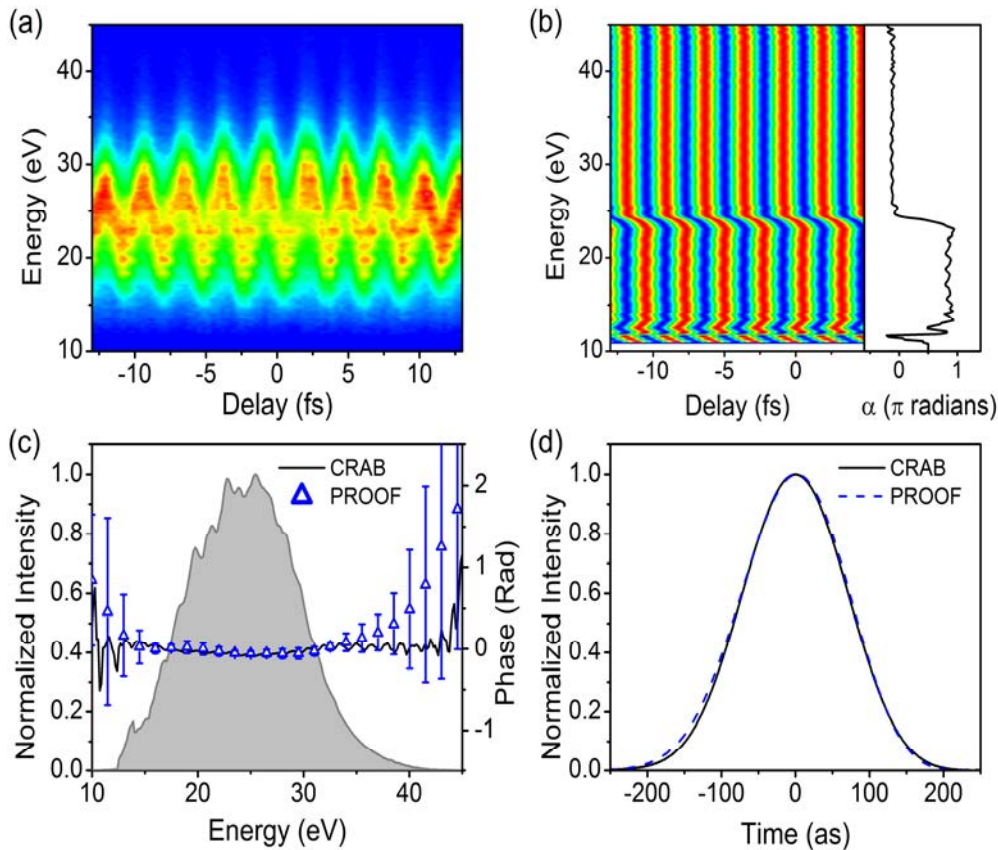 (a)
Energy (eV)
40
30
20
10
-10
-5
0
5
10
Delay (fs)
(b)
Energy (eV)
40
30
20
10
-10
-5
0
0
1
Delay (fs)
α (π radians)
(c)
Normalized Intensity
1.0
0.8
0.6
0.4
0.2
0.0
CRAB
PROOF
2
1
0
-1
Phase (Rad)
10
20
30
40
Energy (eV)
(d)
1.0
0.8
0.6
0.4
0.2
0.0
Normalized Intensity
CRAB
PROOF
-200
-100
0
100
200
Time (as)